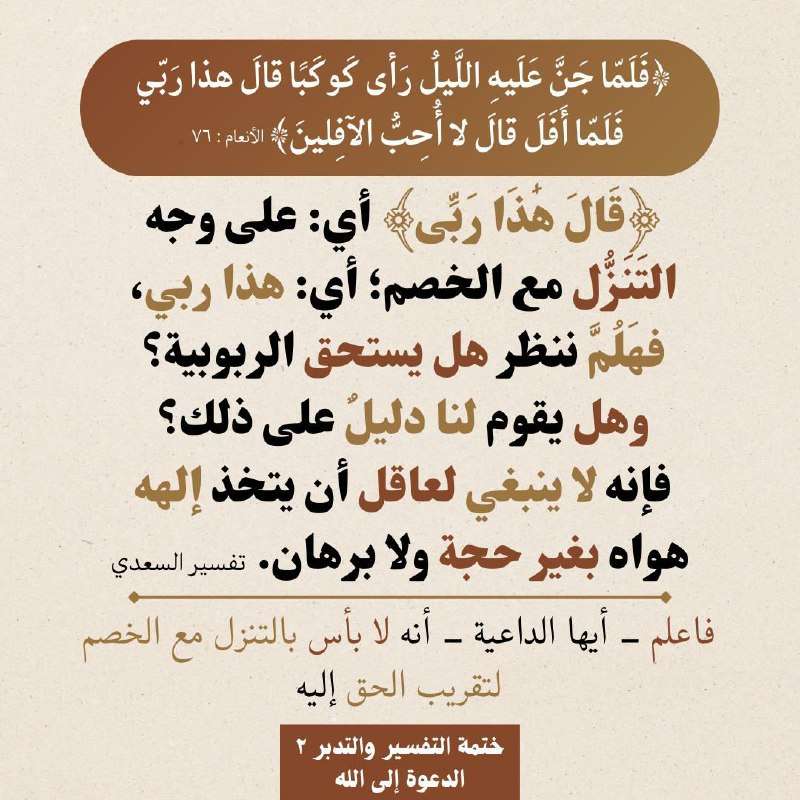 ﴿فَلَمّا جَنَّ عَلَيهِ اللَّيلُ رَأى كَوكَبًا قالَ هذا رَبّي
فَلَمّا أَفَلَ قالَ لا أُحِبُّ الآفِلينَ﴾ الأنعام : ٧٦
﴿قَالَ هَٰذَا رَبِّى﴾ أي: على وجه
التَنَزُّل مع الخصم؛ أي: هذا ربي،
فهَلُمَّ ننظر هل يستحق الربوبية؟
وهل يقوم لنا دليلٌ على ذلك؟
فإنه لا ينبغي لعاقل أن يتخذ إلهه
هواه بغير حجة ولا برهان. تفسير السعدي
فاعلم ـ أيها الداعية ـ أنه لا بأس بالتنزل مع الخصم
لتقريب الحق إليه
ختمة التفسير والتدبر ٢
الدعوة إلى الله